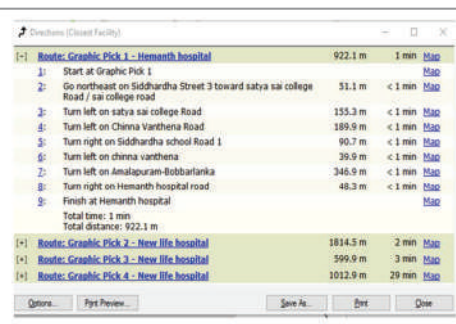 Directions (Closest Facility)
[-] Route: Graphic Pick 1 - Hemanth hospital 922.1 m 1 min Map
1: Start at Graphic Pick 1 Map
2: Go northeast on Siddhardha Street 3 toward satya sai college 51.1 m < 1 min Map
Road / sai college road
3: Turn left on satya sai college Road 155.3 m < 1 min Map
4: Turn left on Chinna Vanthena Road 189.9 m < 1 min Map
5: Turn right on Siddhardha school Road 1 90.7 m < 1 min Map
6: Turn left on chinna vanthena 39.9 m < 1 min Map
7: Turn left on Amalapuram-Bobbarlanka 346.9 m < 1 min Map
8: Turn right on Hemanth hospital road 48.3 m < 1 min Map
9: Finish at Hemanth hospital Map
Total time: 1 min
Total distance: 922.1 m
[+] Route: Graphic Pick 2 - New life hospital 1814.5 m 2 min Map
[+] Route: Graphic Pick 3 - New life hospital 599.9 m 3 min Map
[+] Route: Graphic Pick 4 - New life hospital 1012.9 m 29 min Map
Options... Print Preview... Save As... Print Close